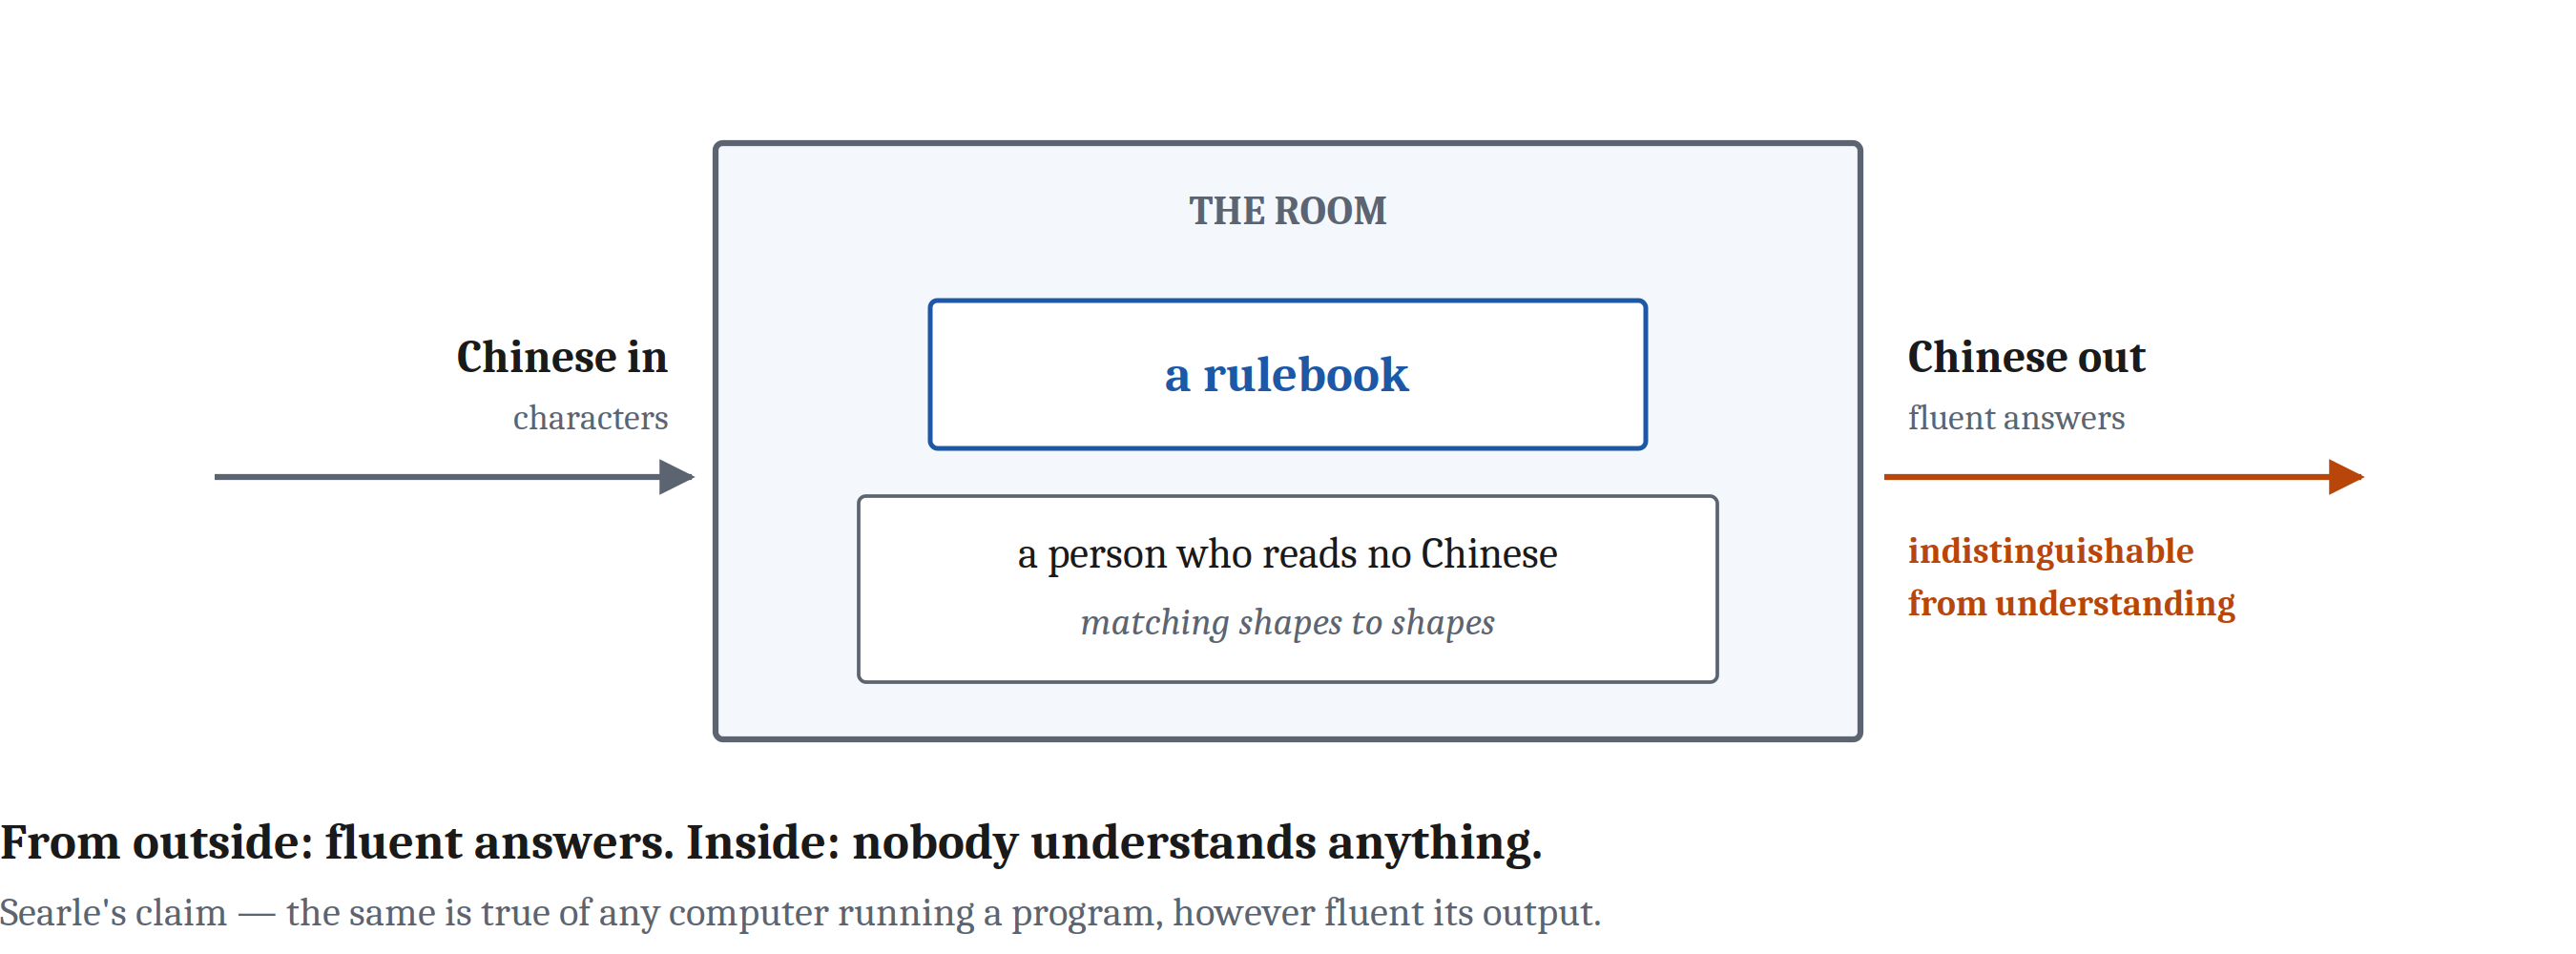 THE ROOM
a rulebook
Chinese in
characters
Chinese out
fluent answers
a person who reads no Chinese
matching shapes to shapes
indistinguishable
from understanding
From outside: fluent answers. Inside: nobody understands anything.
Searle's claim — the same is true of any computer running a program, however fluent its output.